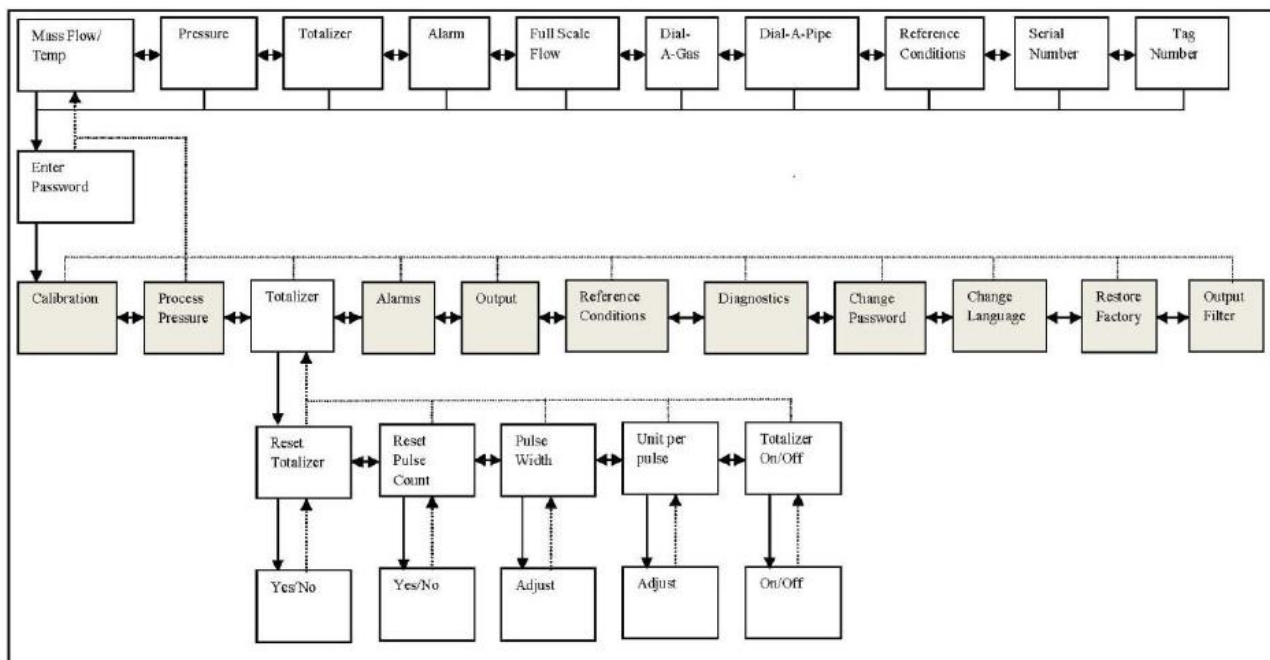 Mass Flow/
Temp
Pressure
Totalizer
Alarm
Full Scale
Flow
Dial-
A-Gas
Dial-A-Pipe
Reference
Conditions
Serial
Number
Tag
Number
Enter
Password
Calibration
Process
Pressure
Totalizer
Alarms
Output
Reference
Conditions
Diagnostics
Change
Password
Change
Language
Restore
Factory
Output
Filter
Reset
Totalizer
Reset
Pulse
Count
Pulse
Width
Unit per
pulse
Totalizer
On/Off
Yes/No
Yes/No
Adjust
Adjust
On/Off